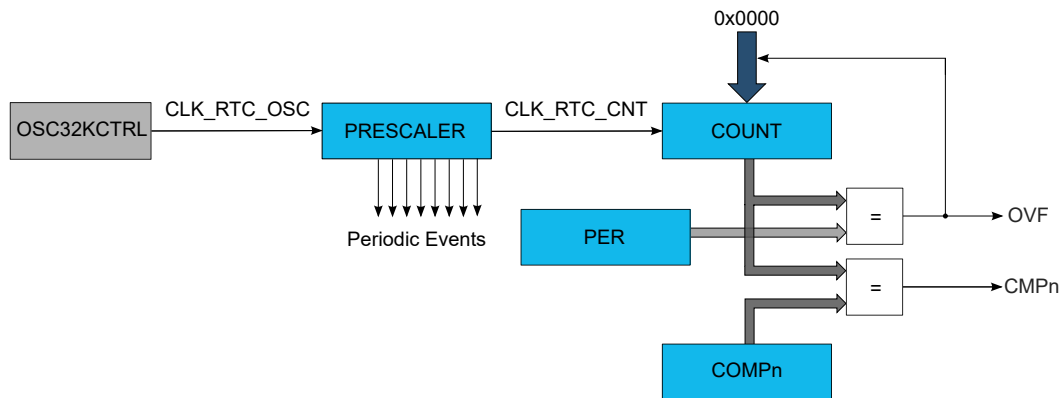 0x0000
OSC32KCTRL
CLK_RTC_OSC
PRESCALER
CLK_RTC_CNT
COUNT
Periodic Events
PER
=
OVF
=
CMPn
COMPn